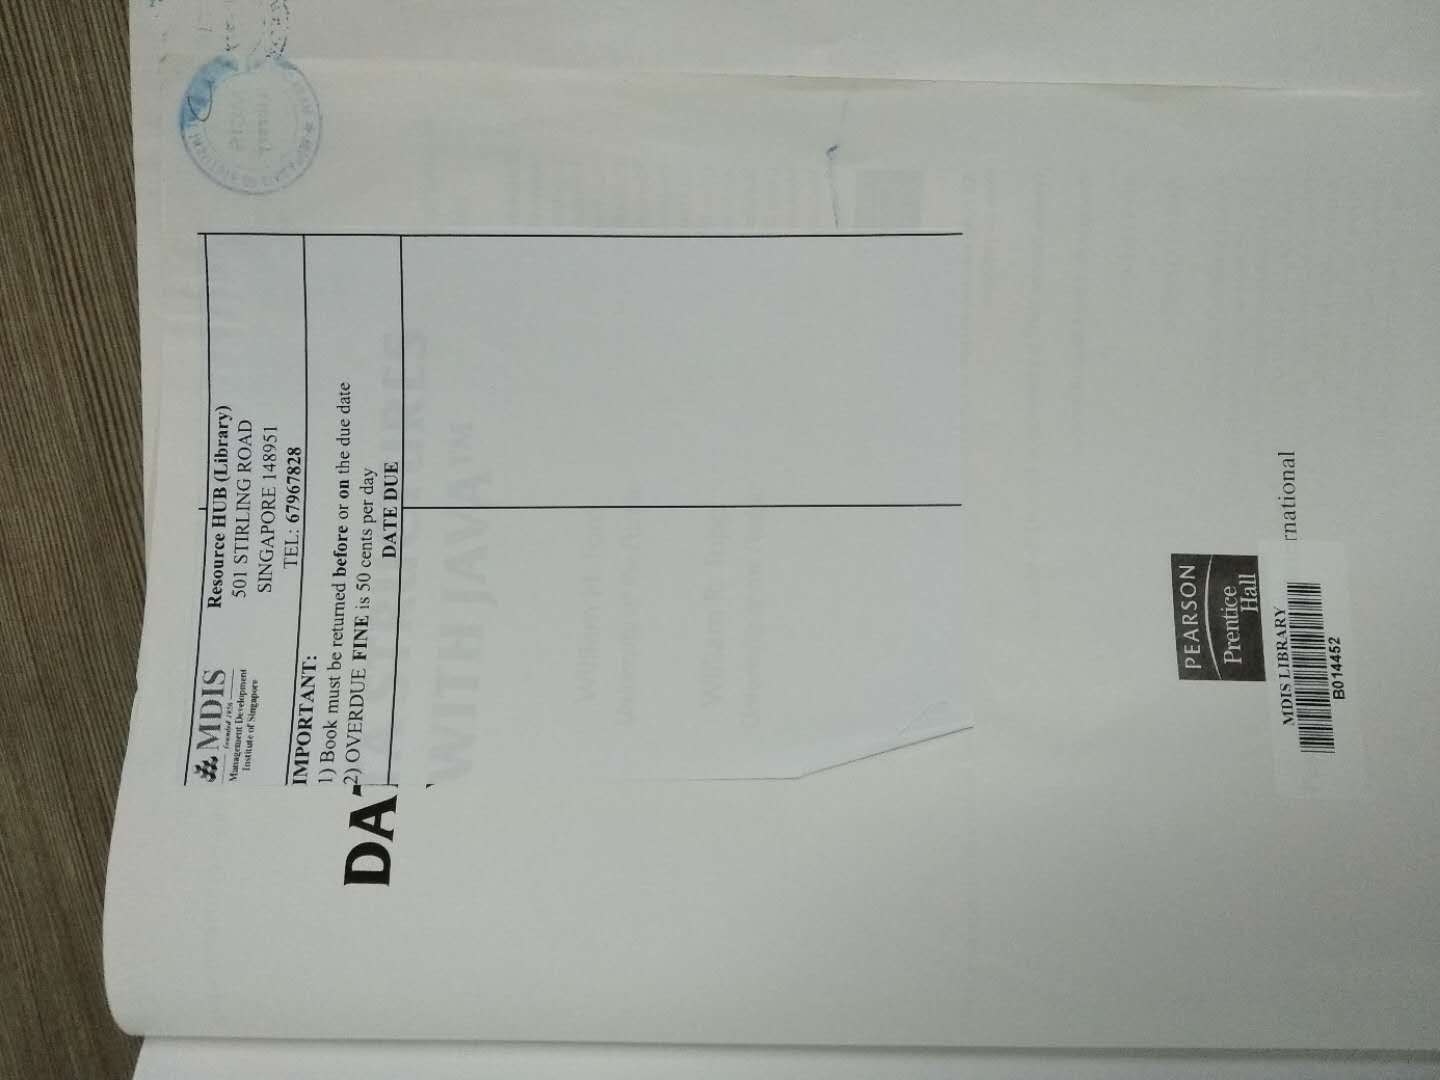 MDIS
founded 1956
Management Development
Institute of Singapore
Resource HUB (Library)
501 STIRLING ROAD
SINGAPORE 148951
TEL: 67967828
IMPORTANT:
1) Book must be returned before or on the due date
2) OVERDUE FINE is 50 cents per day
DATE DUE
DA
WITH JAVA™
PEARSON
Prentice
Hall
rnational
MDIS LIBRARY
B014452